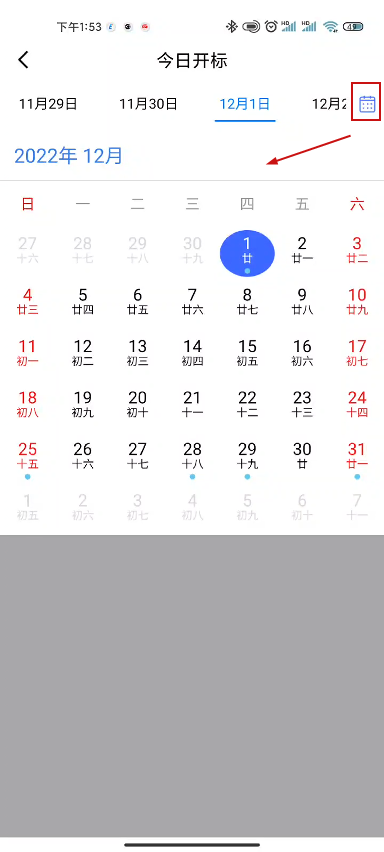 下午1:53 HD HD 49
今日开标
11月29日 11月30日 12月1日 12月2
2022年 12月
日 一 二 三 四 五 六
27 28 29 30 1 2 3
十六 十七 十八 十九 廿 廿一 廿二
4 5 6 7 8 9 10
廿三 廿四 廿五 廿六 廿七 廿八 廿九
11 12 13 14 15 16 17
初一 初二 初三 初四 初五 初六 初七
18 19 20 21 22 23 24
初八 初九 初十 十一 十二 十三 十四
25 26 27 28 29 30 31
十五 十六 十七 十八 十九 廿 廿一
1 2 3 4 5 6 7
初五 初六 初七 初八 初九 初十 十一